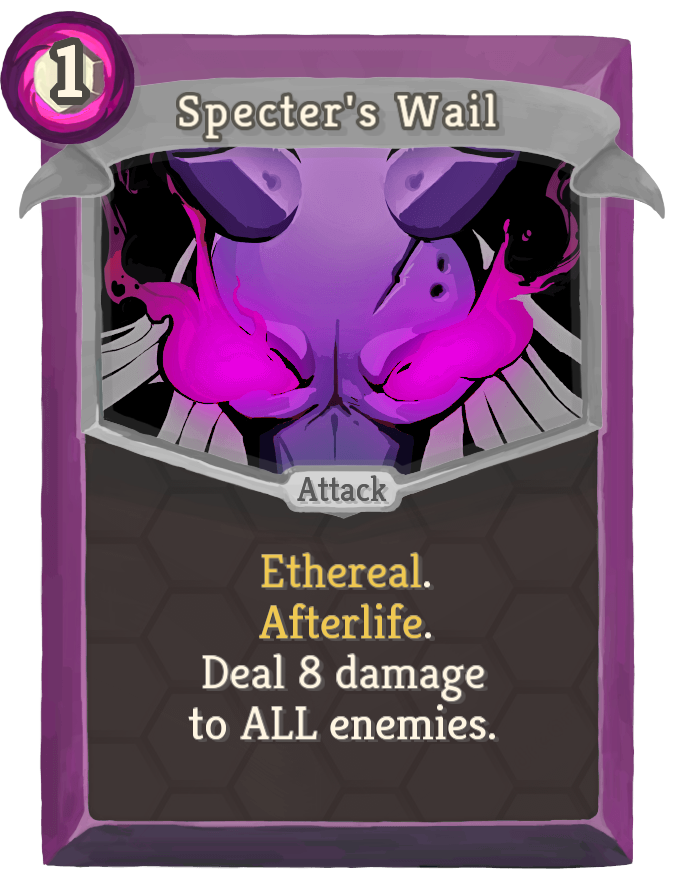 1
Specter's Wail
Attack
Ethereal.
Afterlife.
Deal 8 damage
to ALL enemies.